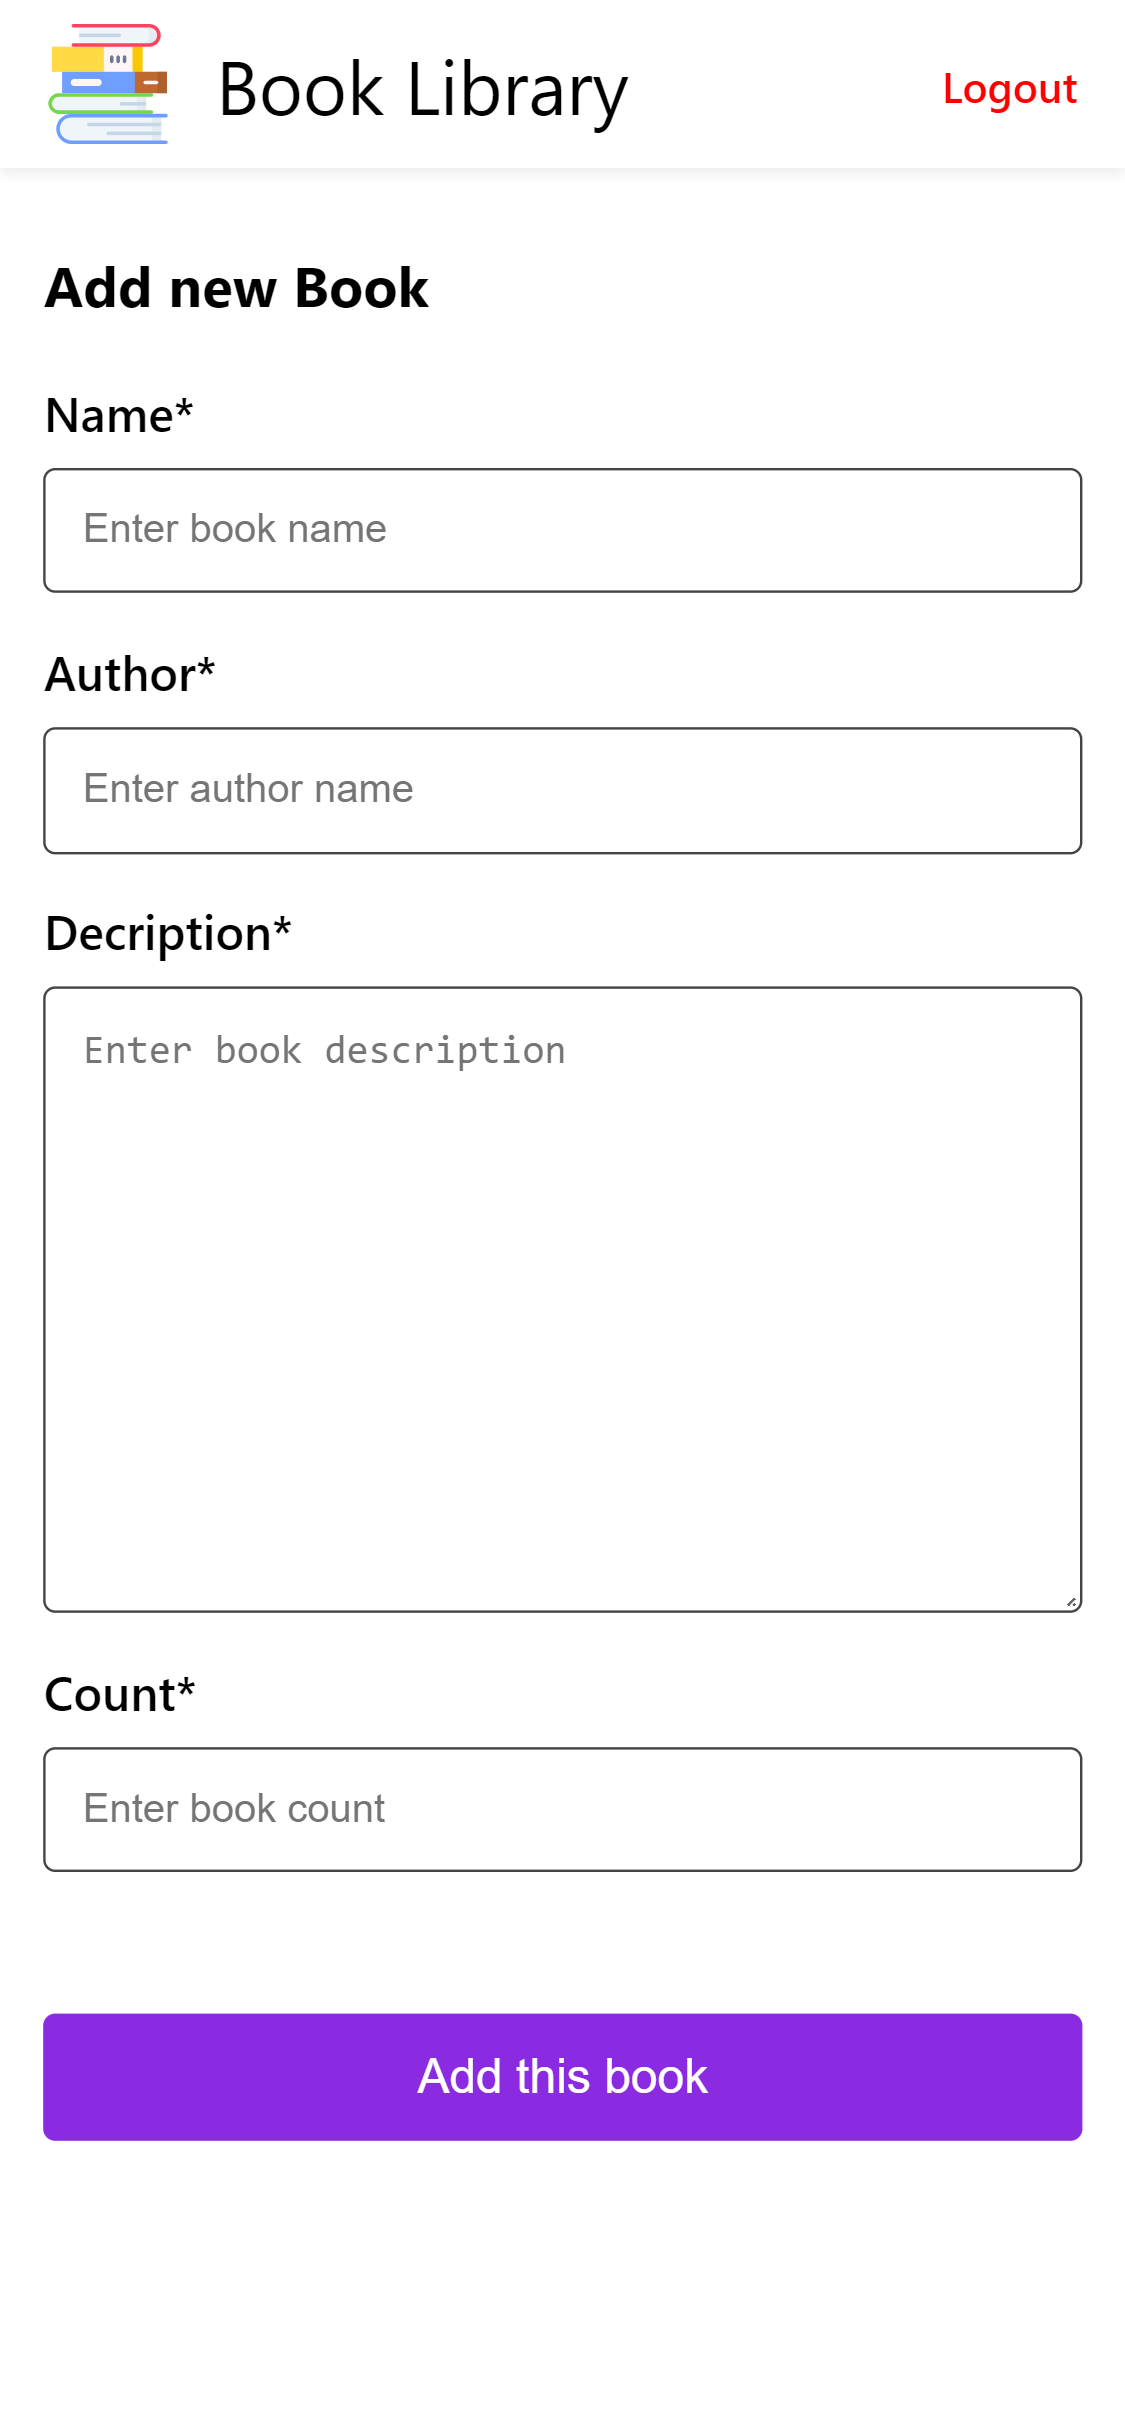 Book Library
Logout
Add new Book
Name*
Enter book name
Author*
Enter author name
Decription*
Enter book description
Count*
Enter book count
Add this book